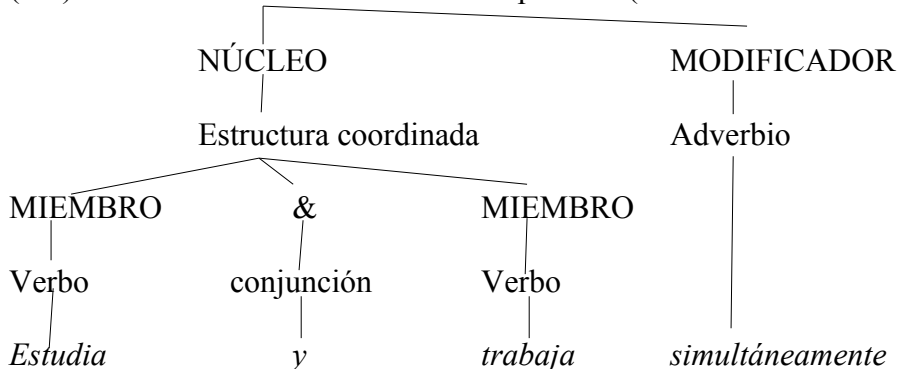 NÚCLEO MODIFICADOR
Estructura coordinada Adverbio
MIEMBRO & MIEMBRO
Verbo conjunción Verbo
Estudia y trabaja simultáneamente